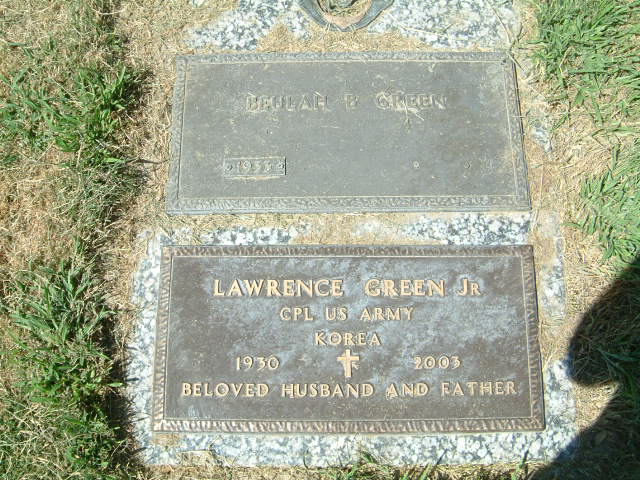 BEULAH B GREEN
1933
LAWRENCE GREEN JR
CPL US ARMY
KOREA
1930 2003
BELOVED HUSBAND AND FATHER